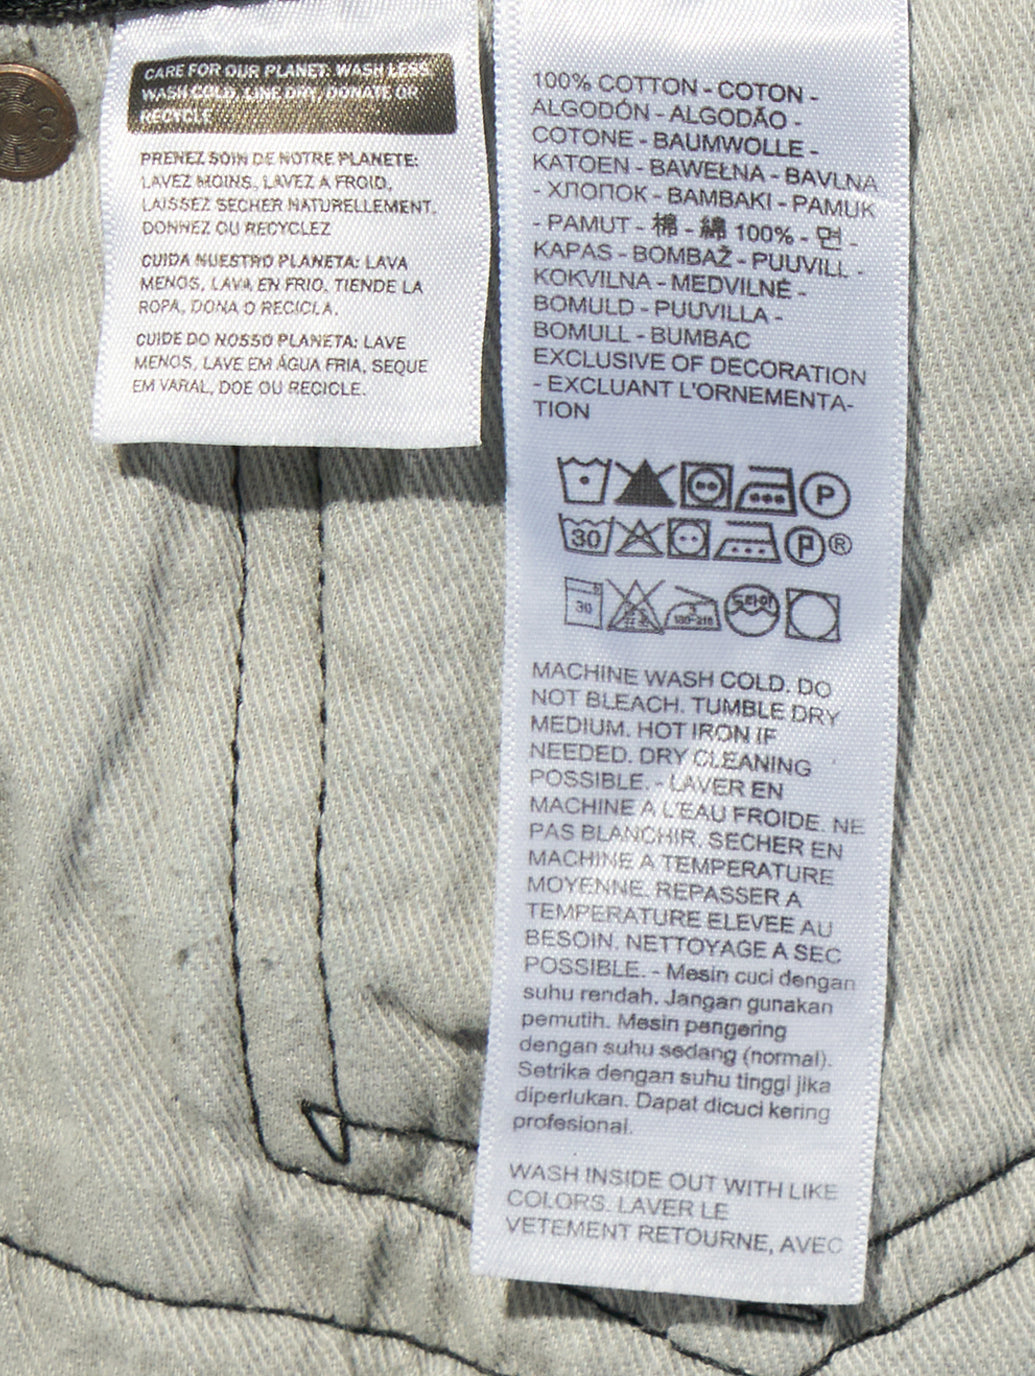 CARE FOR OUR PLANET: WASH LESS,
WASH COLD, LINE DRY, DONATE OR
RECYCLE
PRENEZ SOIN DE NOTRE PLANETE:
LAVEZ MOINS, LAVEZ A FROID,
LAISSEZ SECHER NATURELLEMENT,
DONNEZ OU RECYCLEZ
CUIDA NUESTRO PLANETA: LAVA
MENOS, LAVA EN FRIO, TIENDE LA
ROPA, DONA O RECICLA.
CUIDE DO NOSSO PLANETA: LAVE
MENOS, LAVE EM ÁGUA FRIA, SEQUE
EM VARAL, DOE OU RECICLE.
100% COTTON - COTON -
ALGODÓN - ALGODÃO -
COTONE - BAUMWOLLE -
KATOEN - BAWEŁNA - BAVLNA
- ХЛОПОК - BAMBAKI - PAMUK
- PAMUT - 棉 - 綿 100% - 면 -
KAPAS - BOMBAŽ - PUUVILL -
KOKVILNA - MEDVILNĖ -
BOMULD - PUUVILLA -
BOMULL - BUMBAC
EXCLUSIVE OF DECORATION
- EXCLUANT L'ORNEMENTA-
TION
P
30 P ®
30 180-210 드라이
MACHINE WASH COLD. DO
NOT BLEACH. TUMBLE DRY
MEDIUM. HOT IRON IF
NEEDED. DRY CLEANING
POSSIBLE. - LAVER EN
MACHINE A L'EAU FROIDE. NE
PAS BLANCHIR. SECHER EN
MACHINE A TEMPERATURE
MOYENNE. REPASSER A
TEMPERATURE ELEVEE AU
BESOIN. NETTOYAGE A SEC
POSSIBLE. - Mesin cuci dengan
suhu rendah. Jangan gunakan
pemutih. Mesin pengering
dengan suhu sedang (normal).
Setrika dengan suhu tinggi jika
diperlukan. Dapat dicuci kering
profesional.
WASH INSIDE OUT WITH LIKE
COLORS. LAVER LE
VETEMENT RETOURNE, AVEC